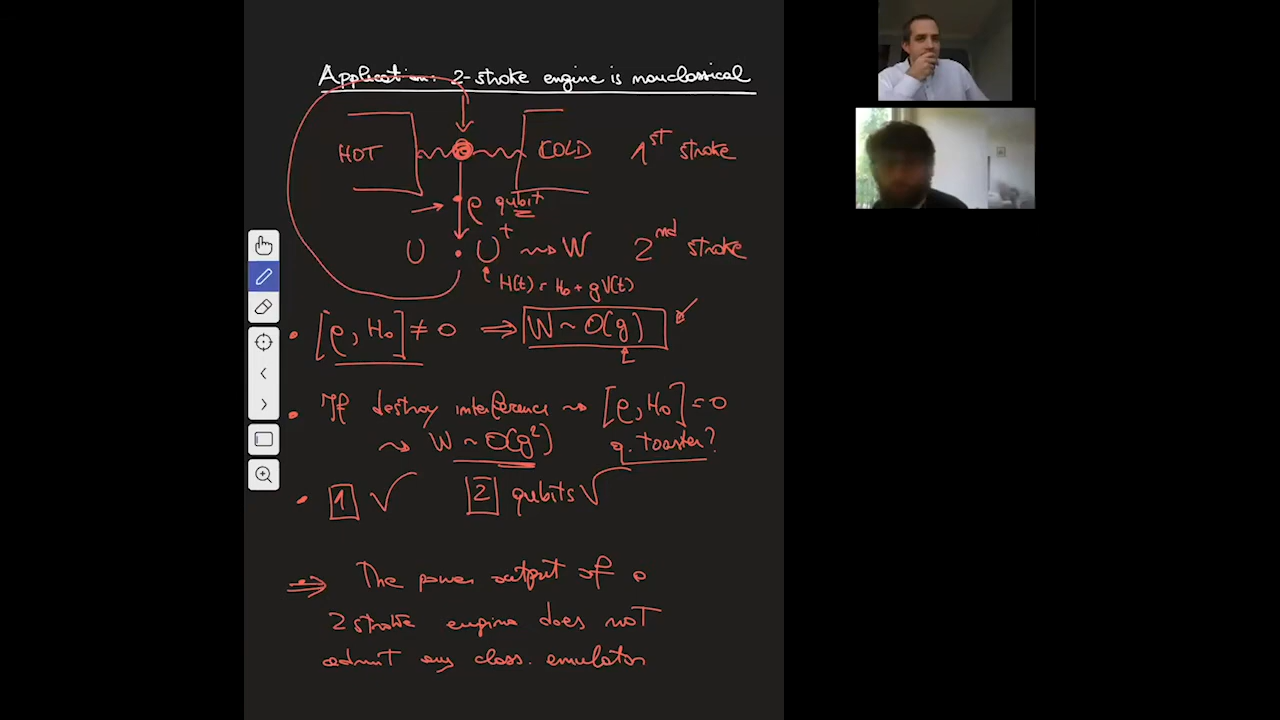 Application: 2-stroke engine is nonclassical
HOT COLD 1st stroke
ρ qubit
U · U† ⇝ W 2nd stroke
H(t) = H₀ + gV(t)
• [ρ, H₀] ≠ 0 ⇒ W ~ O(g)
• If destroy interference ⇝ [ρ, H₀] = 0
⇝ W ~ O(g²) q. toaster?
• 1 ✓ 2 qubits ✓
⇒ The power output of a
2 stroke engine does not
admit any class. emulator